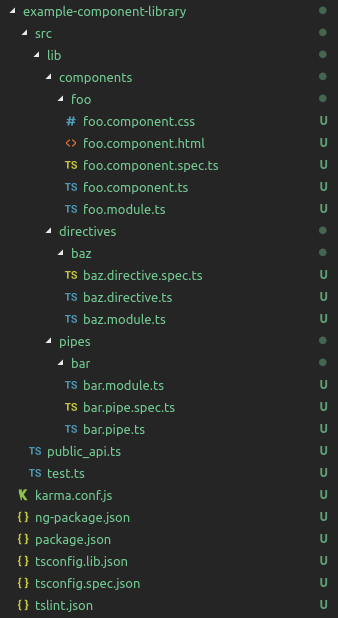 example-component-library
src
lib
components
foo
# foo.component.css U
<> foo.component.html U
TS foo.component.spec.ts U
TS foo.component.ts U
TS foo.module.ts U
directives
baz
TS baz.directive.spec.ts U
TS baz.directive.ts U
TS baz.module.ts U
pipes
bar
TS bar.module.ts U
TS bar.pipe.spec.ts U
TS bar.pipe.ts U
TS public_api.ts U
TS test.ts U
K karma.conf.js U
{ } ng-package.json U
{ } package.json U
{ } tsconfig.lib.json U
{ } tsconfig.spec.json U
{ } tslint.json U